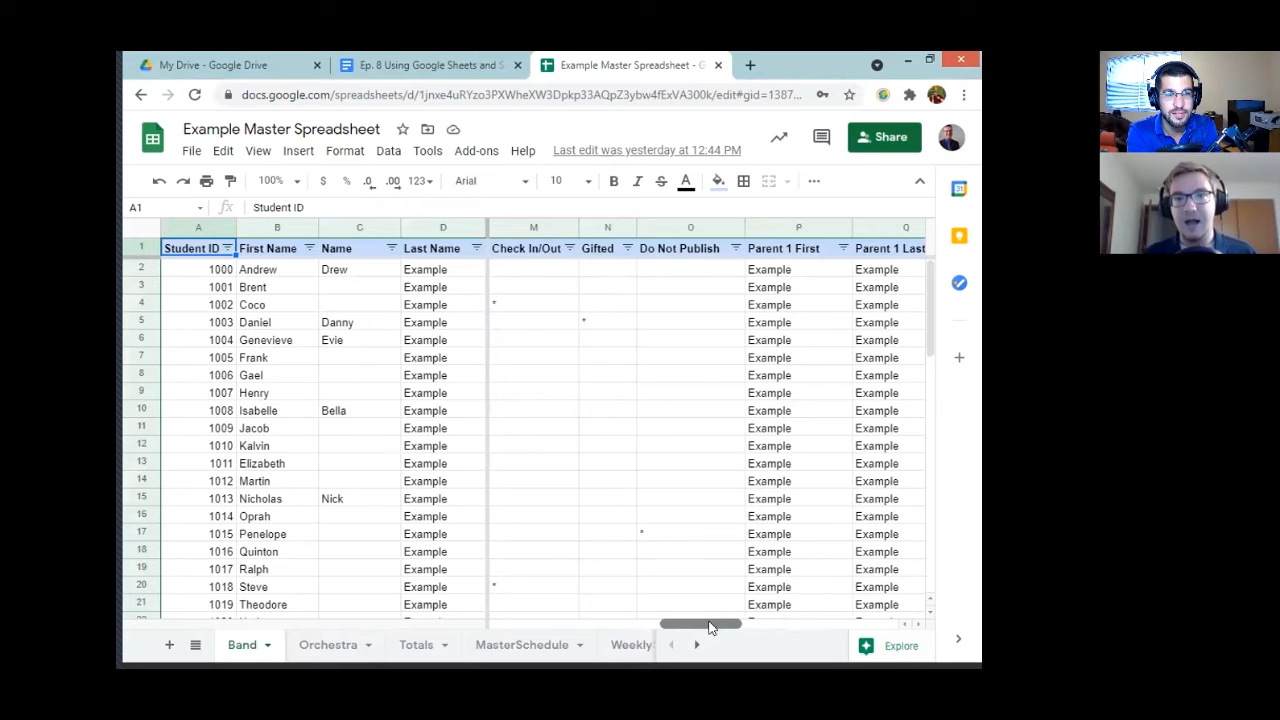 My Drive - Google Drive
Ep. 8 Using Google Sheets and S
Example Master Spreadsheet - G
Example Master Spreadsheet
File Edit View Insert Format Data Tools Add-ons Help Last edit was yesterday at 12:44 PM
Share
100% $ % .0 .00 123 Arial 10 B I S A
A1 fx Student ID
A B C D M N O P Q
1 Student ID First Name Name Last Name Check In/Out Gifted Do Not Publish Parent 1 First Parent 1 Last
2 1000 Andrew Drew Example Example Example
3 1001 Brent Example Example Example
4 1002 Coco Example * Example Example
5 1003 Daniel Danny Example * Example Example
6 1004 Genevieve Evie Example Example Example
7 1005 Frank Example Example Example
8 1006 Gael Example Example Example
9 1007 Henry Example Example Example
10 1008 Isabelle Bella Example Example Example
11 1009 Jacob Example Example Example
12 1010 Kalvin Example Example Example
13 1011 Elizabeth Example Example Example
14 1012 Martin Example Example Example
15 1013 Nicholas Nick Example Example Example
16 1014 Oprah Example Example Example
17 1015 Penelope Example * Example Example
18 1016 Quinton Example Example Example
19 1017 Ralph Example Example Example
20 1018 Steve Example * Example Example
21 1019 Theodore Example Example Example
Band Orchestra Totals MasterSchedule Weekly
Explore